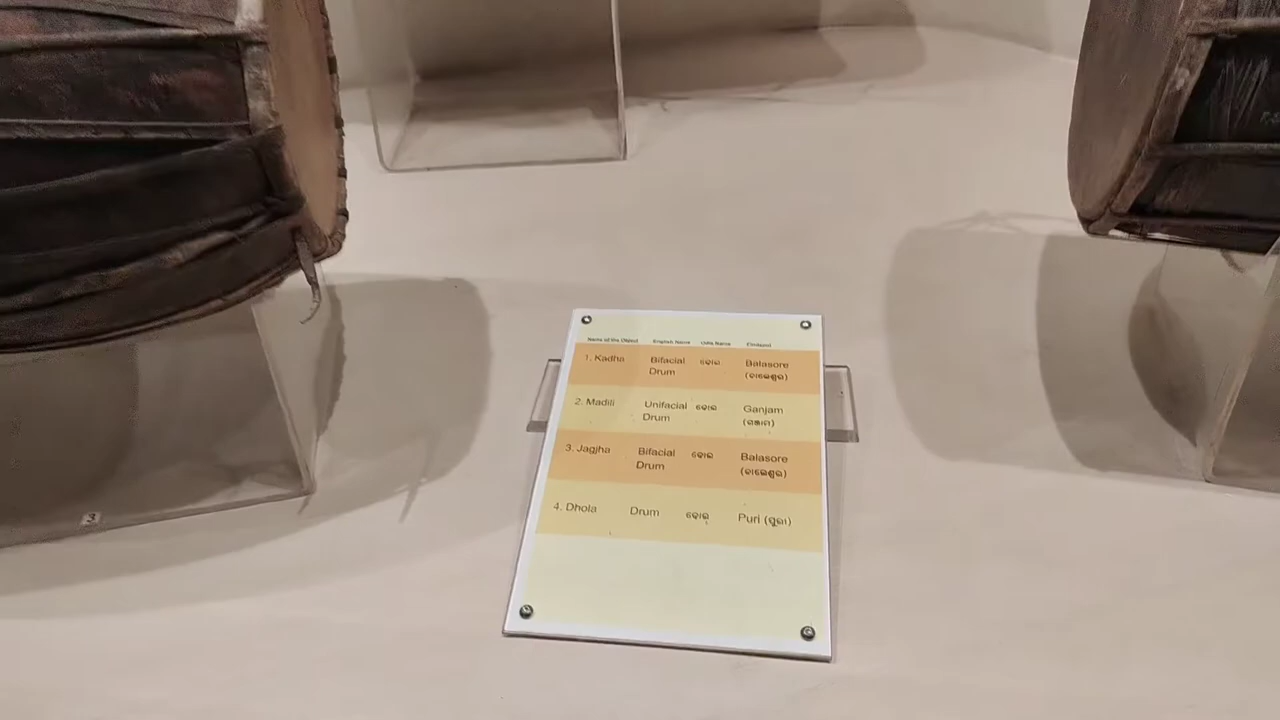 Name of the Object English Name Odia Name
1. Kadha Bifacial Drum ଢୋଲ Balasore (ବାଲେଶ୍ୱର)
2. Madili Unifacial Drum ଢୋଲ Ganjam (ଗଞ୍ଜାମ)
3. Jagjha Bifacial Drum ଢୋଲ Balasore (ବାଲେଶ୍ୱର)
4. Dhola Drum ଢୋଲ Puri (ପୁରୀ)
3